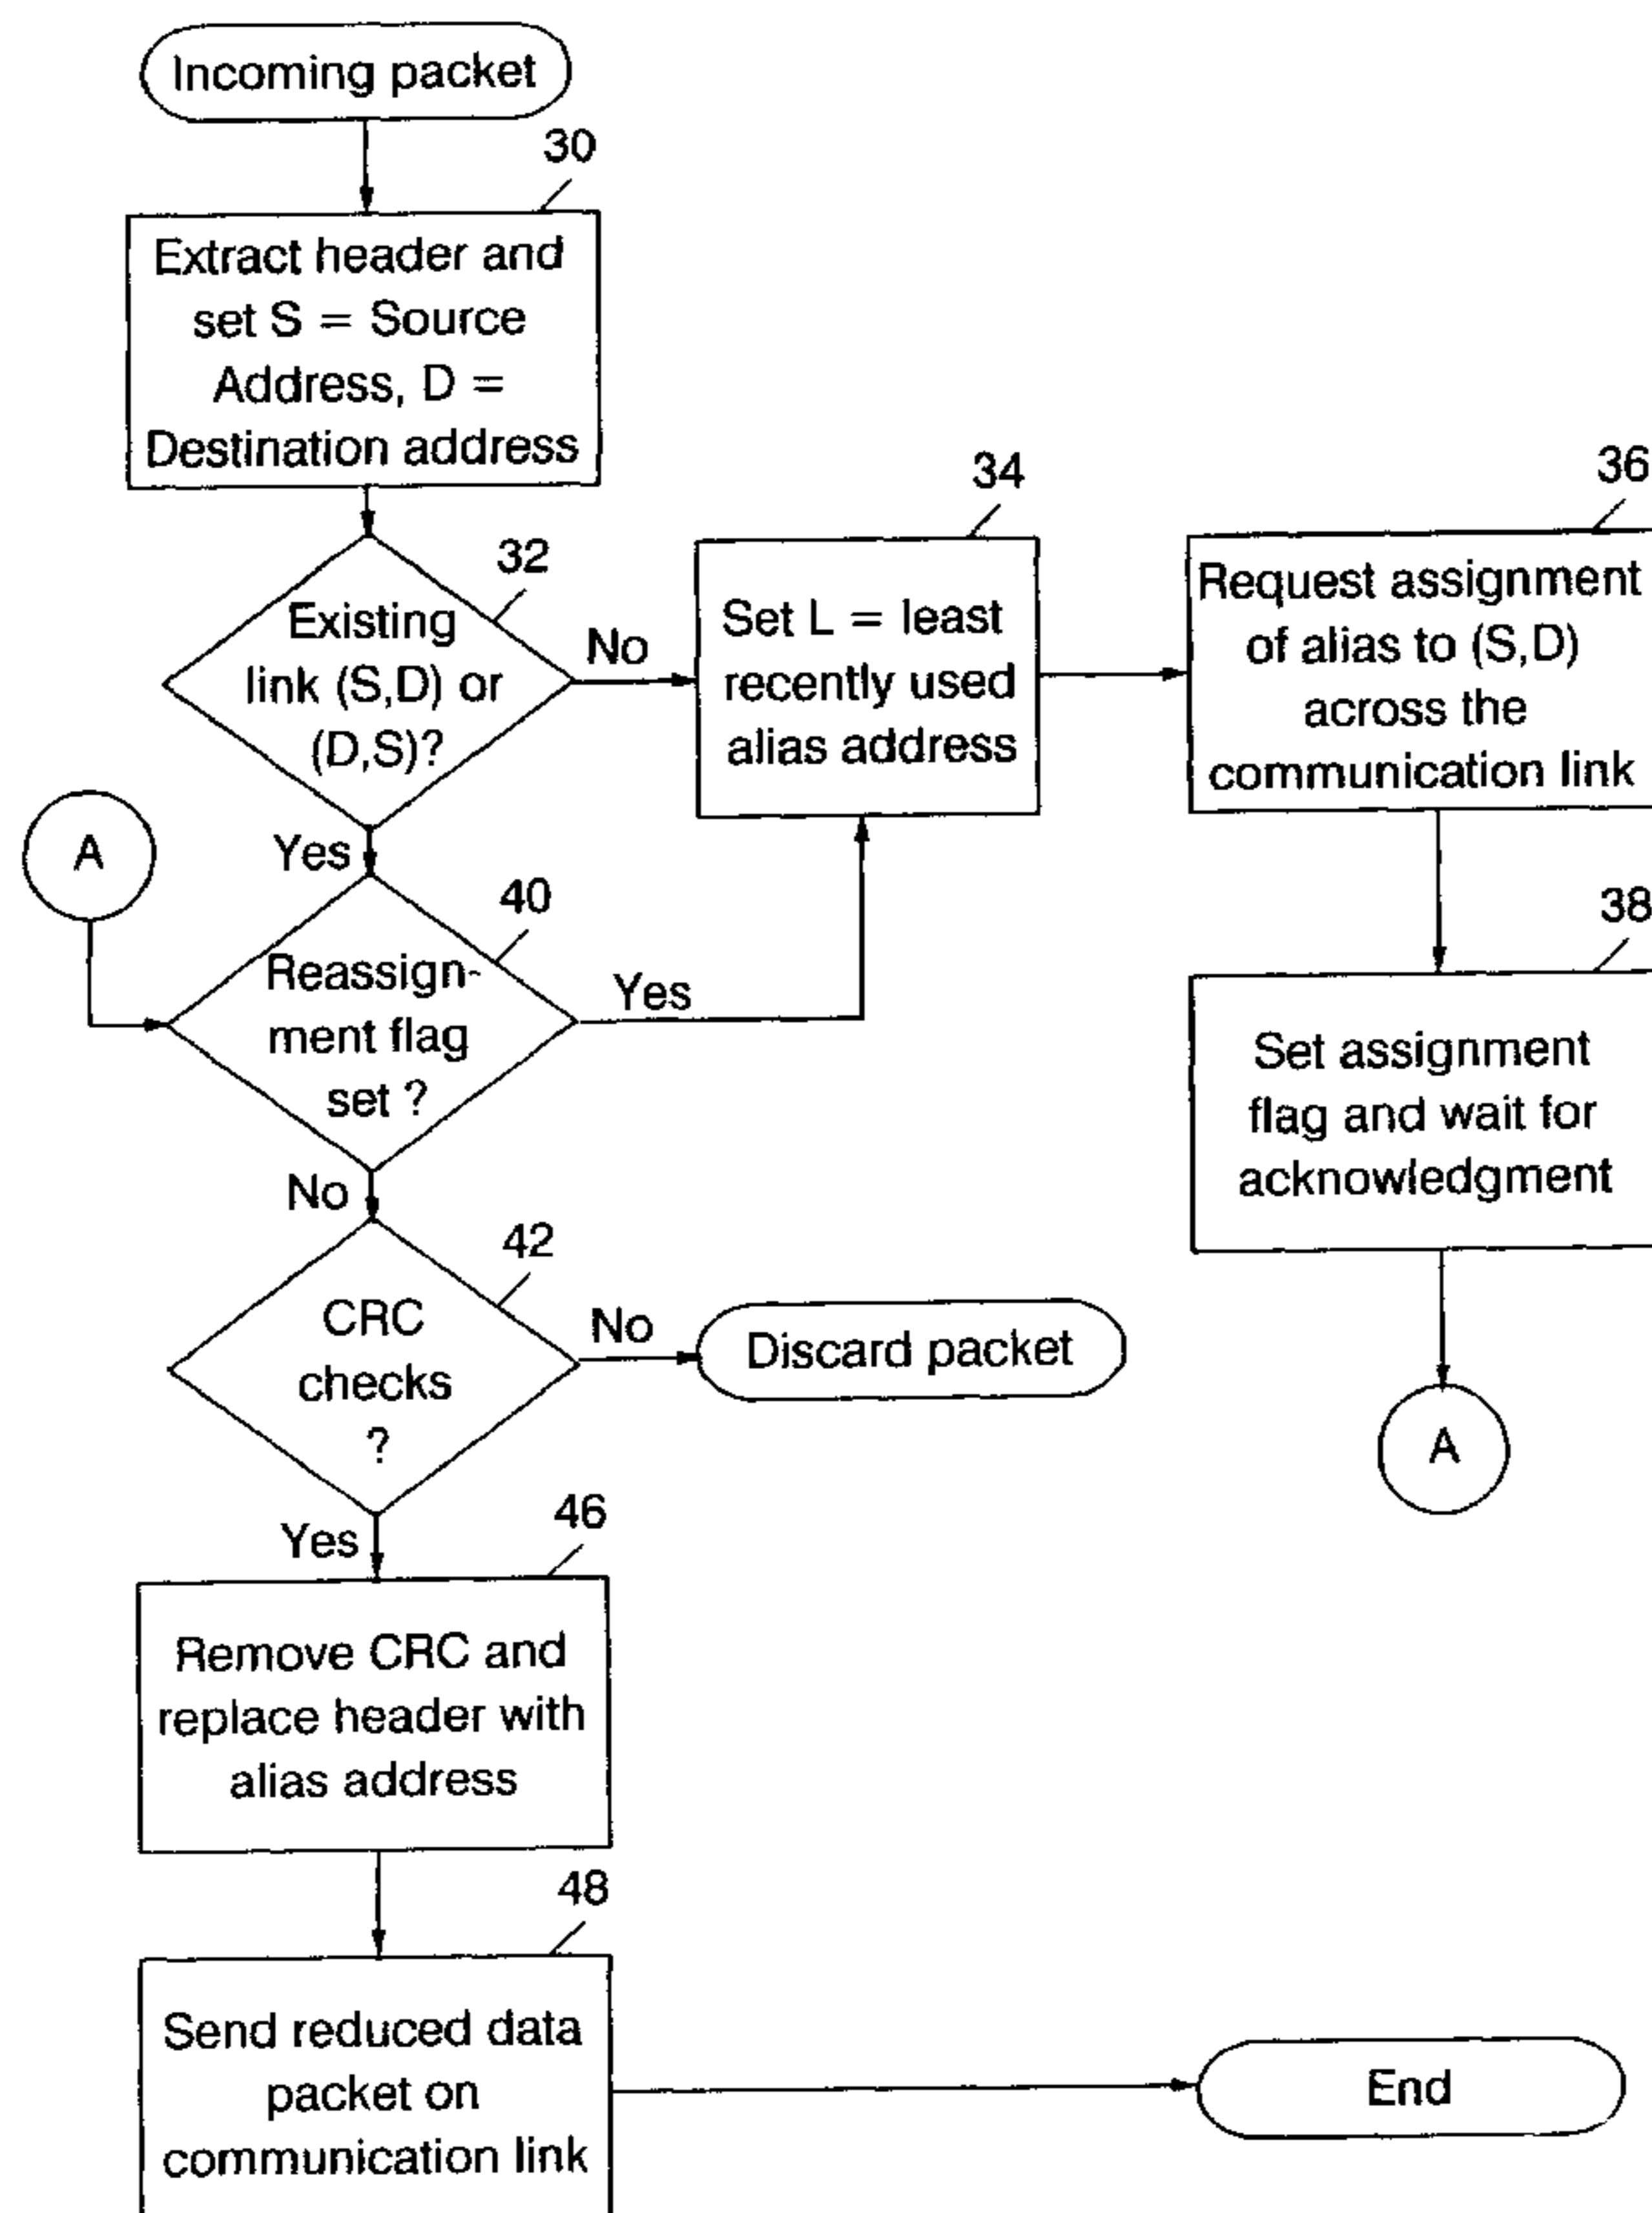 Incoming packet
30
Extract header and
set S = Source
Address, D =
Destination address
32
Existing
link (S,D) or
(D,S)?
No
34
Set L = least
recently used
alias address
36
Request assignment
of alias to (S,D)
across the
communication link
Yes
A
40
Reassign-
ment flag
set ?
Yes
38
Set assignment
flag and wait for
acknowledgment
No
42
CRC
checks
?
No
Discard packet
A
Yes
46
Remove CRC and
replace header with
alias address
48
Send reduced data
packet on
communication link
End